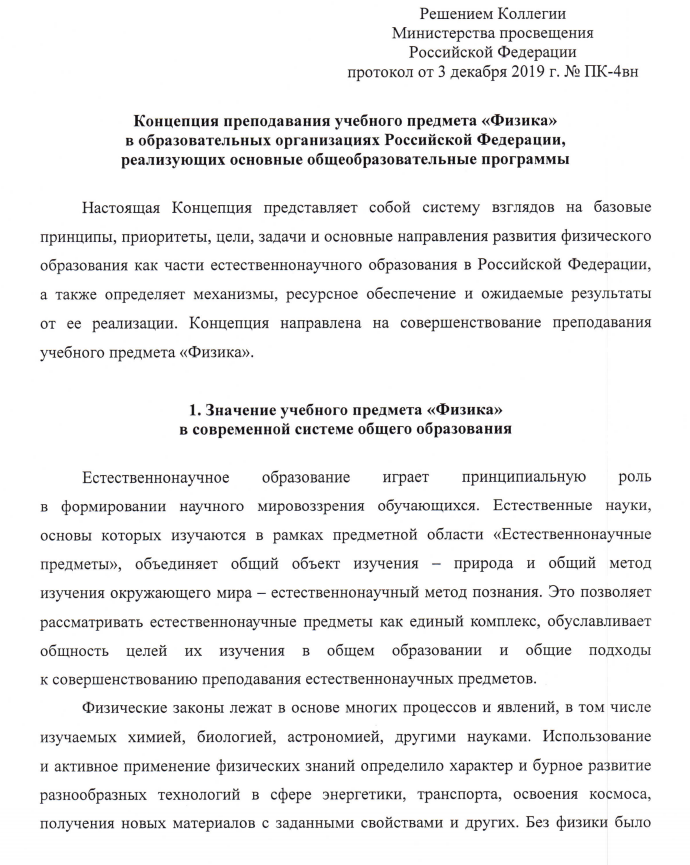 Решением Коллегии
Министерства просвещения
Российской Федерации
протокол от 3 декабря 2019 г. № ПК-4вн
Концепция преподавания учебного предмета «Физика»
в образовательных организациях Российской Федерации,
реализующих основные общеобразовательные программы
Настоящая Концепция представляет собой систему взглядов на базовые
принципы, приоритеты, цели, задачи и основные направления развития физического
образования как части естественнонаучного образования в Российской Федерации,
а также определяет механизмы, ресурсное обеспечение и ожидаемые результаты
от ее реализации. Концепция направлена на совершенствование преподавания
учебного предмета «Физика».
1. Значение учебного предмета «Физика»
в современной системе общего образования
Естественнонаучное образование играет принципиальную роль
в формировании научного мировоззрения обучающихся. Естественные науки,
основы которых изучаются в рамках предметной области «Естественнонаучные
предметы», объединяет общий объект изучения – природа и общий метод
изучения окружающего мира – естественнонаучный метод познания. Это позволяет
рассматривать естественнонаучные предметы как единый комплекс, обуславливает
общность целей их изучения в общем образовании и общие подходы
к совершенствованию преподавания естественнонаучных предметов.
Физические законы лежат в основе многих процессов и явлений, в том числе
изучаемых химией, биологией, астрономией, другими науками. Использование
и активное применение физических знаний определило характер и бурное развитие
разнообразных технологий в сфере энергетики, транспорта, освоения космоса,
получения новых материалов с заданными свойствами и других. Без физики было